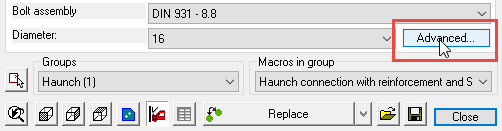 Bolt assembly DIN 931 - 8.8
Diameter: 16 Advanced...
Groups Macros in group
Haunch (1) Haunch connection with reinforcement and S
Replace Close